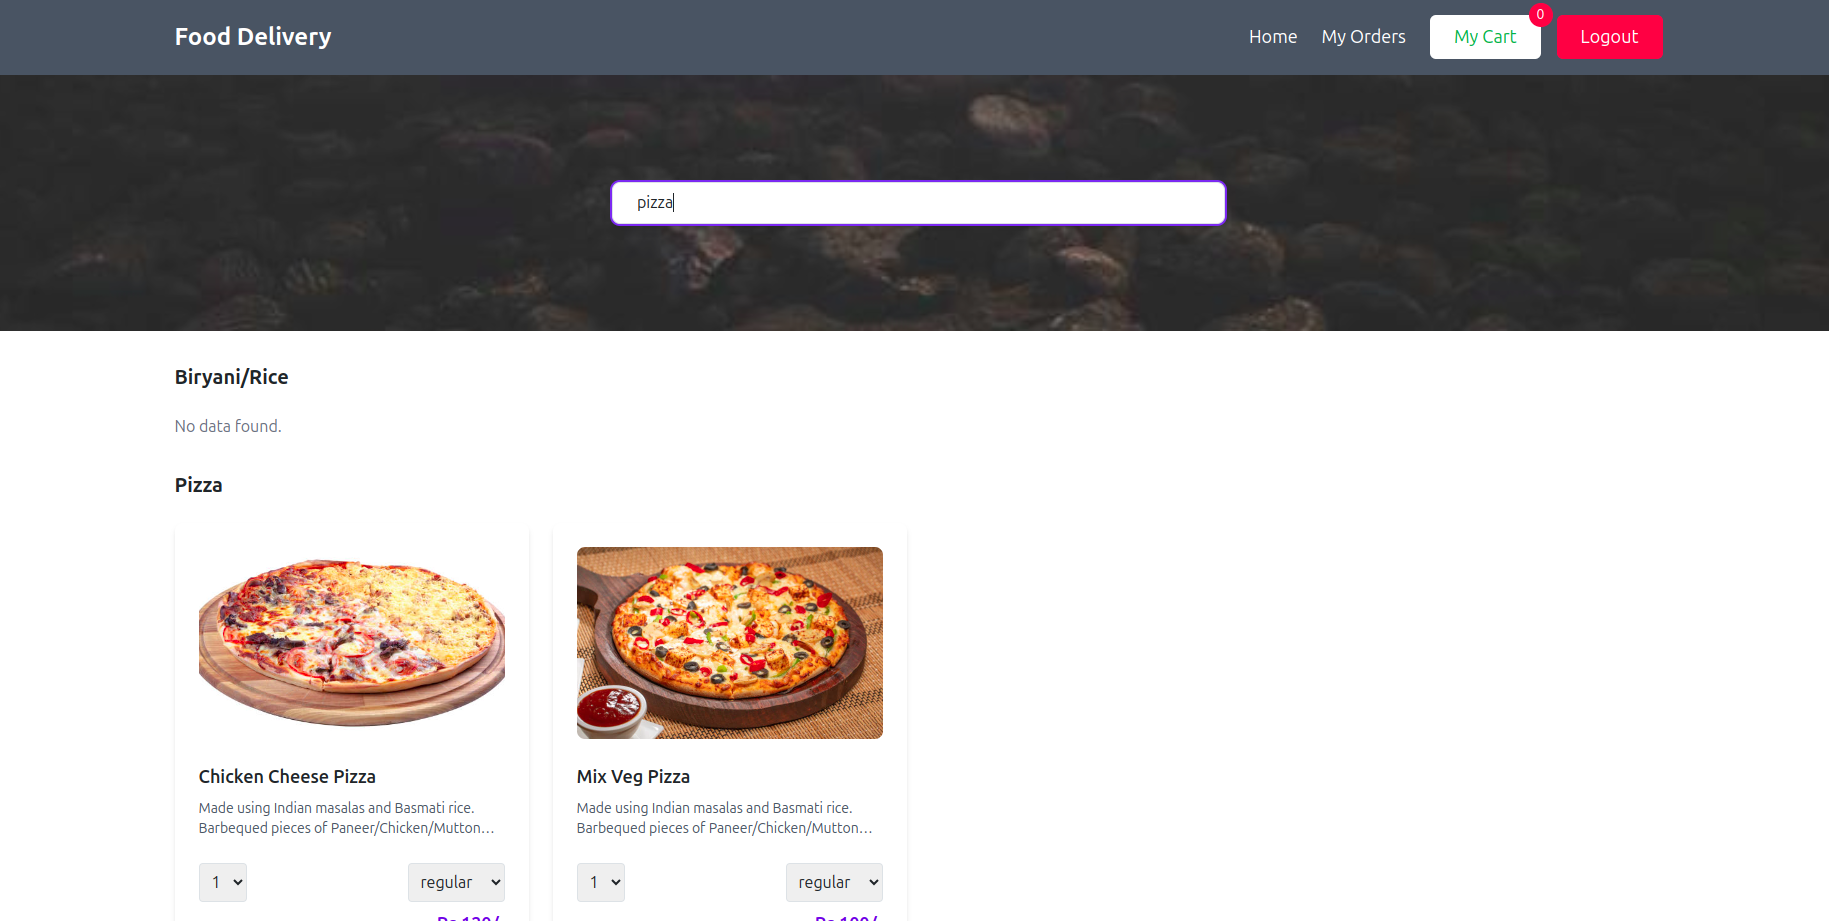 Food Delivery
Home My Orders My Cart 0 Logout
pizza
Biryani/Rice
No data found.
Pizza
Chicken Cheese Pizza
Made using Indian masalas and Basmati rice.
Barbequed pieces of Paneer/Chicken/Mutton...
1 regular
Mix Veg Pizza
Made using Indian masalas and Basmati rice.
Barbequed pieces of Paneer/Chicken/Mutton...
1 regular